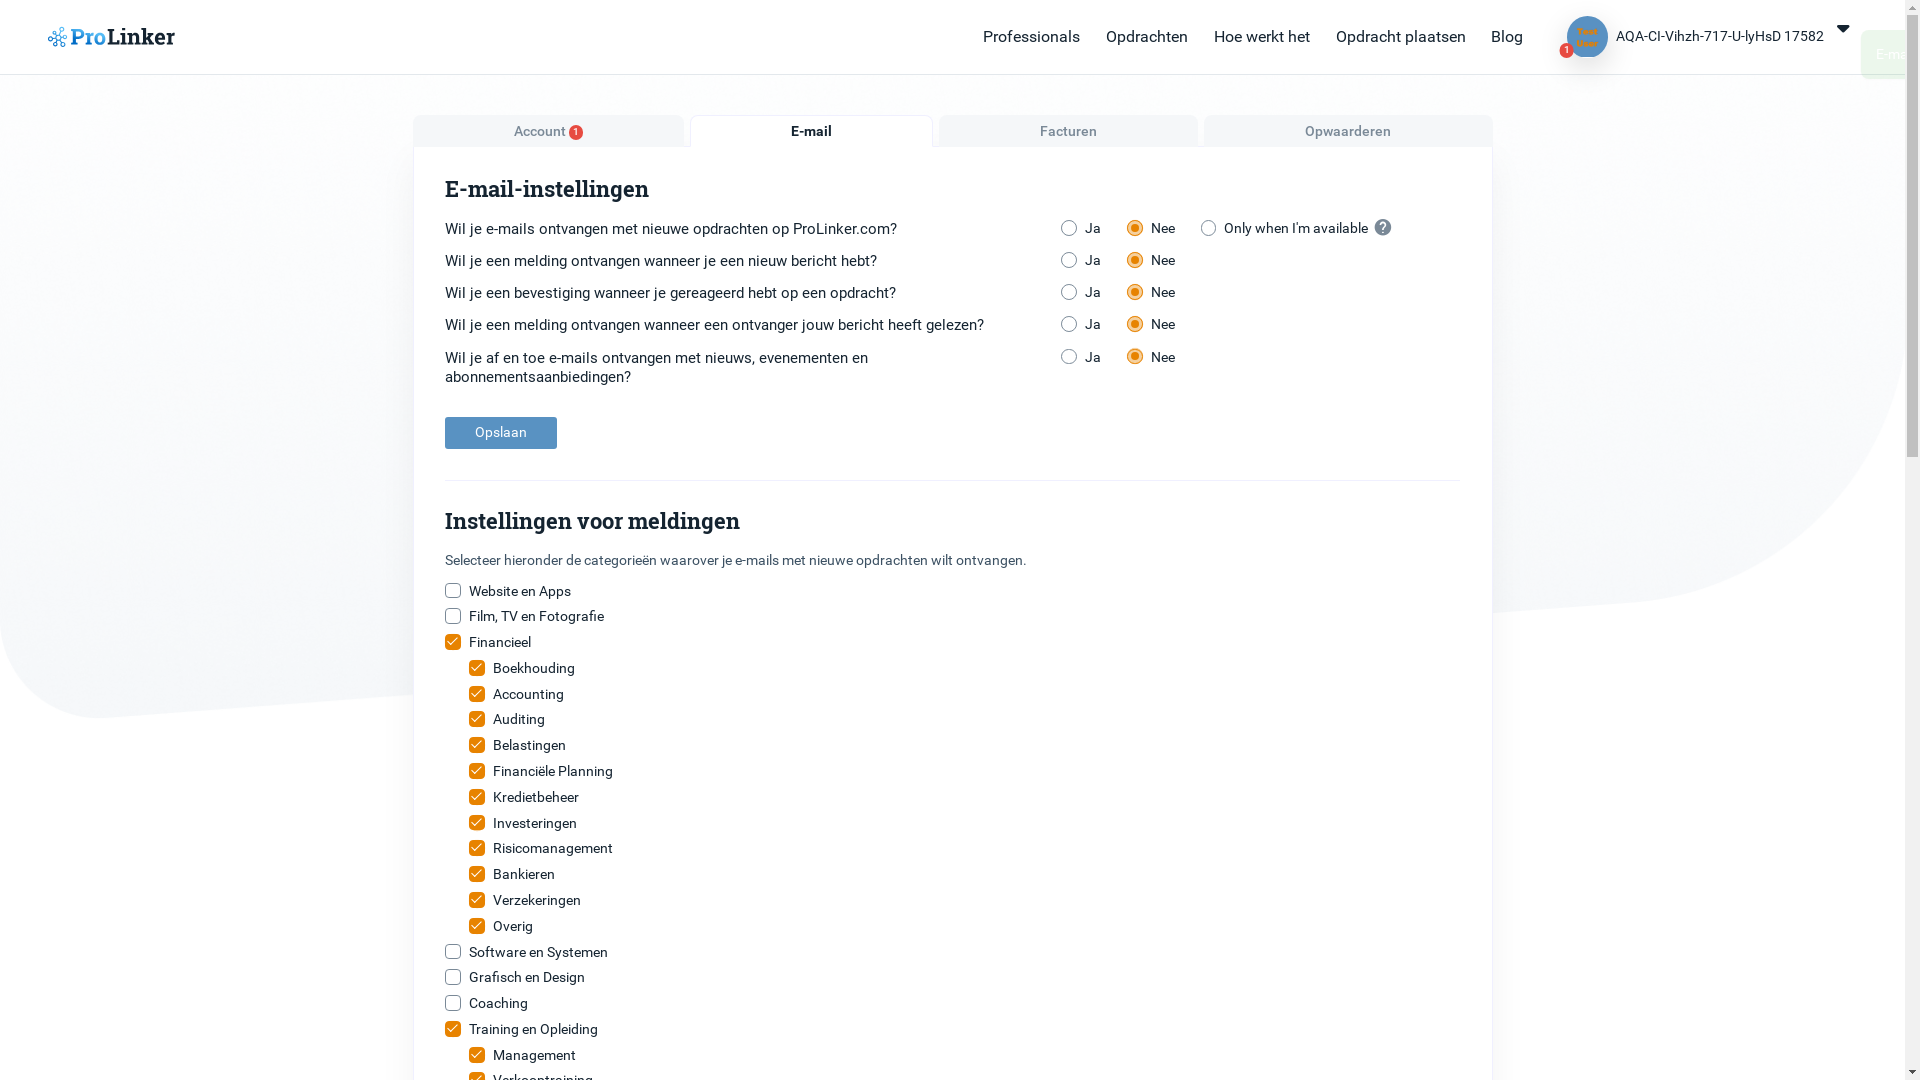 ProLinker
Professionals Opdrachten Hoe werkt het Opdracht plaatsen Blog
Test User
1
AQA-CI-Vihzh-717-U-lyHsD 17582
Account 1
E-mail
Facturen
Opwaarderen
E-mail-instellingen
Wil je e-mails ontvangen met nieuwe opdrachten op ProLinker.com? Ja Nee Only when I'm available ?
Wil je een melding ontvangen wanneer je een nieuw bericht hebt? Ja Nee
Wil je een bevestiging wanneer je gereageerd hebt op een opdracht? Ja Nee
Wil je een melding ontvangen wanneer een ontvanger jouw bericht heeft gelezen? Ja Nee
Wil je af en toe e-mails ontvangen met nieuws, evenementen en Ja Nee
abonnementsaanbiedingen?
Opslaan
Instellingen voor meldingen
Selecteer hieronder de categorieën waarover je e-mails met nieuwe opdrachten wilt ontvangen.
Website en Apps
Film, TV en Fotografie
Financieel
Boekhouding
Accounting
Auditing
Belastingen
Financiële Planning
Kredietbeheer
Investeringen
Risicomanagement
Bankieren
Verzekeringen
Overig
Software en Systemen
Grafisch en Design
Coaching
Training en Opleiding
Management
Verkooptraining